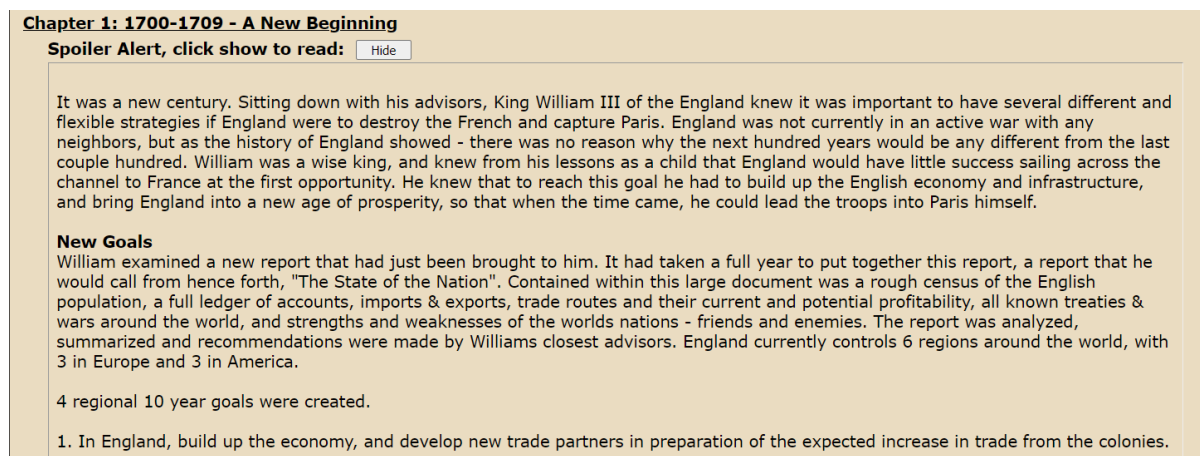 Chapter 1: 1700-1709 - A New Beginning
Spoiler Alert, click show to read: Hide
It was a new century. Sitting down with his advisors, King William III of the England knew it was important to have several different and
flexible strategies if England were to destroy the French and capture Paris. England was not currently in an active war with any
neighbors, but as the history of England showed - there was no reason why the next hundred years would be any different from the last
couple hundred. William was a wise king, and knew from his lessons as a child that England would have little success sailing across the
channel to France at the first opportunity. He knew that to reach this goal he had to build up the English economy and infrastructure,
and bring England into a new age of prosperity, so that when the time came, he could lead the troops into Paris himself.
New Goals
William examined a new report that had just been brought to him. It had taken a full year to put together this report, a report that he
would call from hence forth, "The State of the Nation". Contained within this large document was a rough census of the English
population, a full ledger of accounts, imports & exports, trade routes and their current and potential profitability, all known treaties &
wars around the world, and strengths and weaknesses of the worlds nations - friends and enemies. The report was analyzed,
summarized and recommendations were made by Williams closest advisors. England currently controls 6 regions around the world, with
3 in Europe and 3 in America.
4 regional 10 year goals were created.
1. In England, build up the economy, and develop new trade partners in preparation of the expected increase in trade from the colonies.